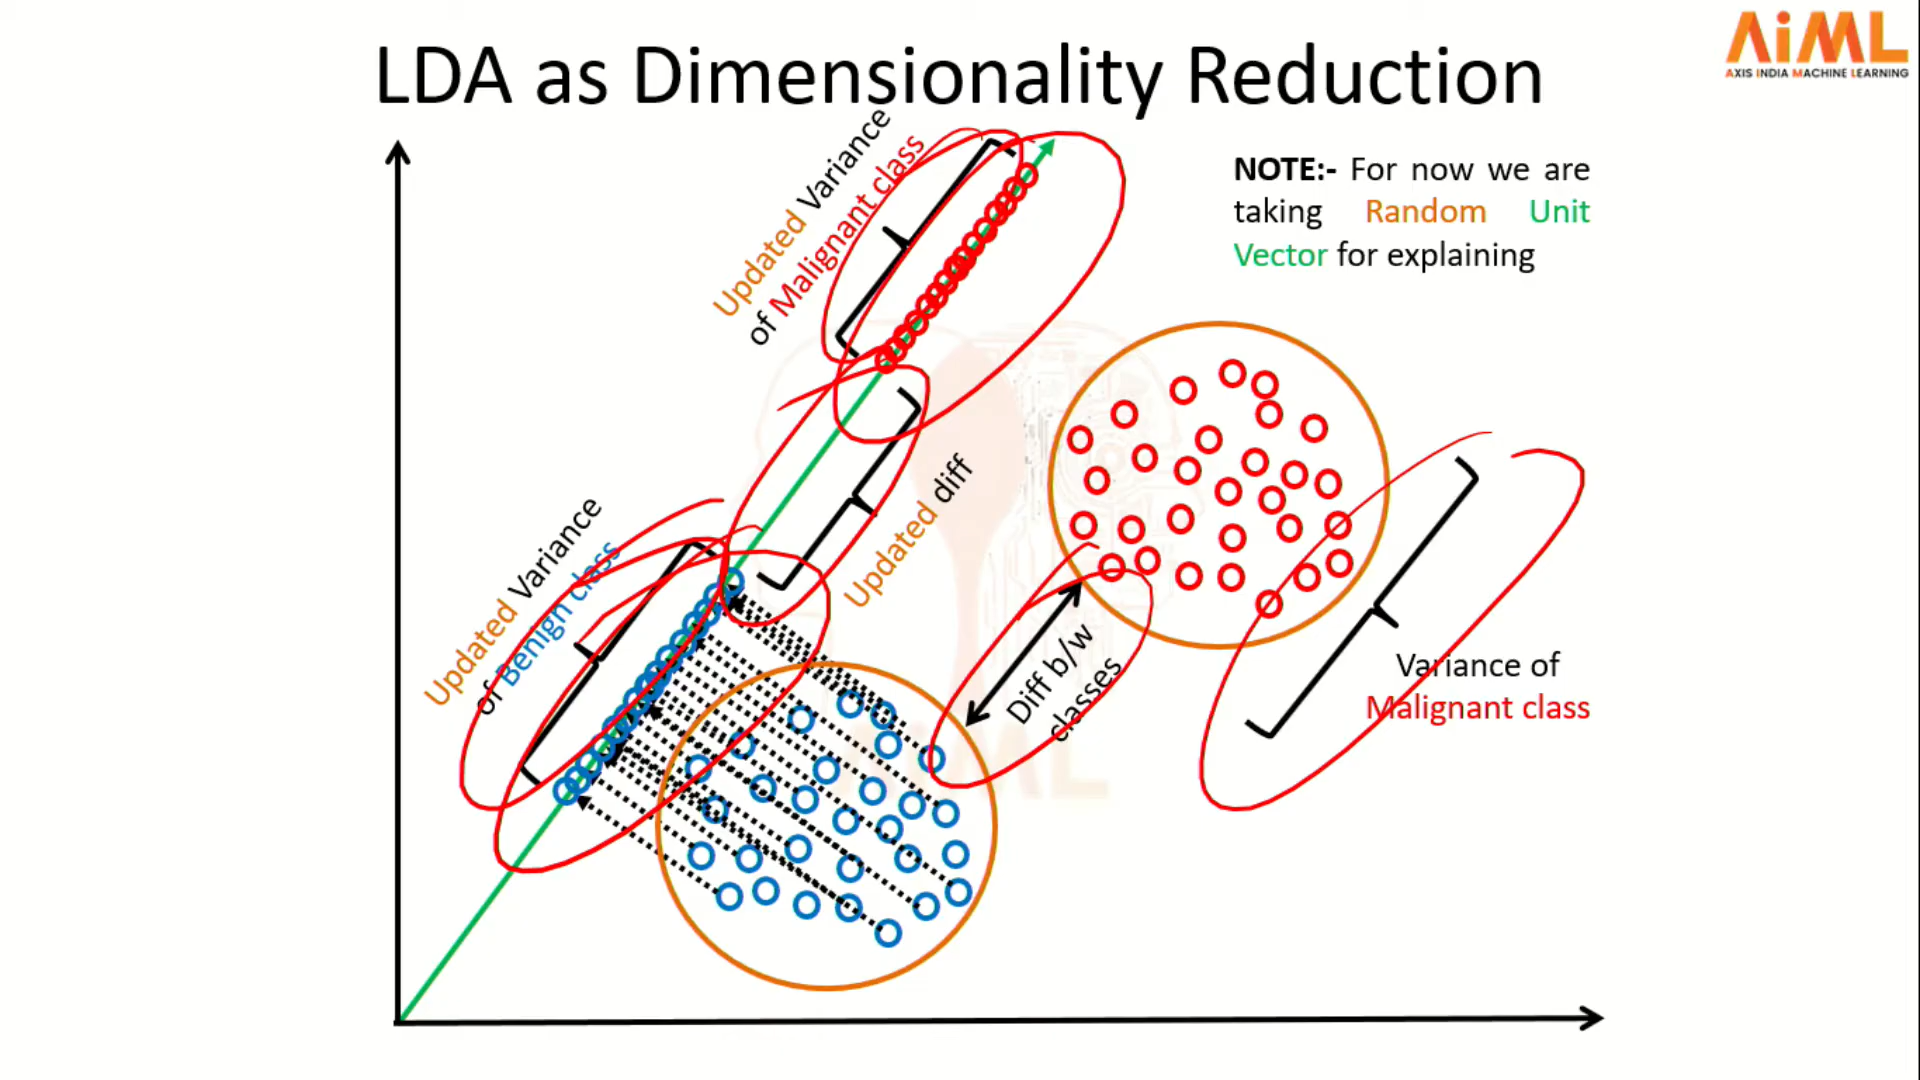 LDA as Dimensionality Reduction
AiML
AXIS INDIA MACHINE LEARNING
NOTE:- For now we are
taking Random Unit
Vector for explaining
Updated Variance
of Malignant class
Updated diff
Updated Variance
of Benign class
Diff b/w
classes
Variance of
Malignant class